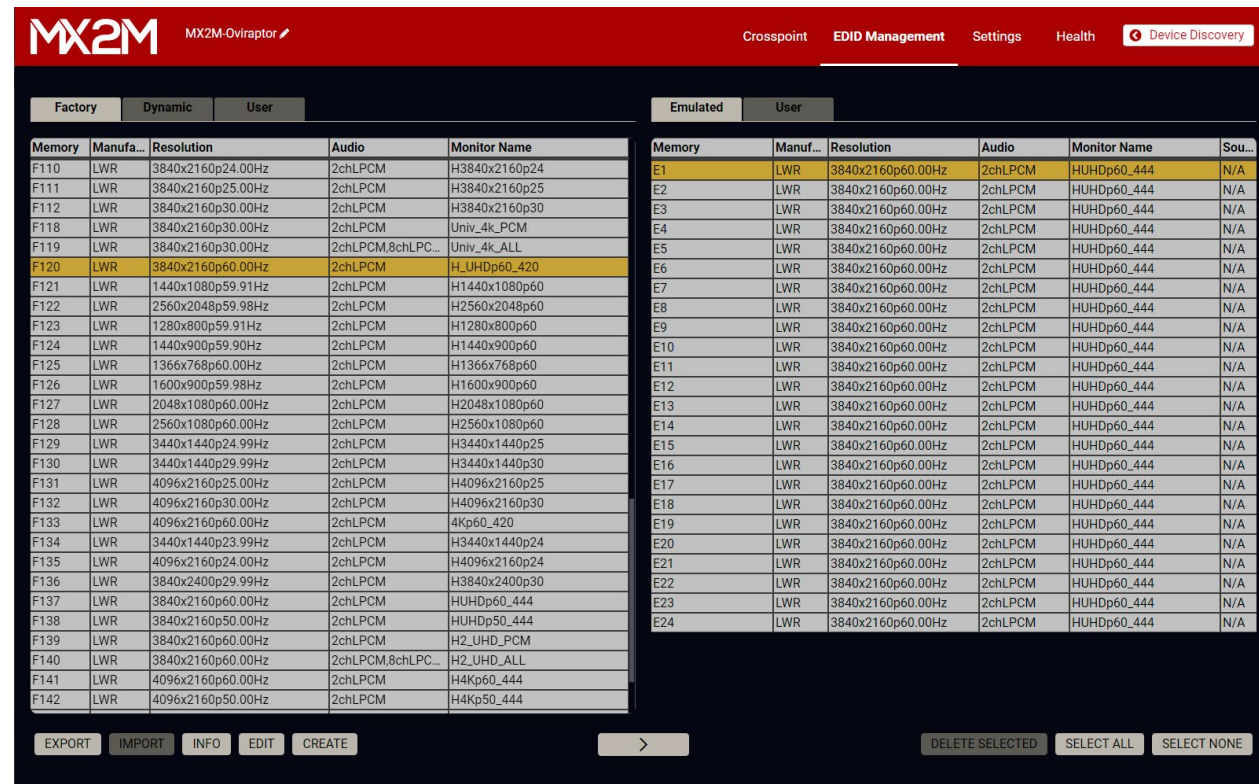 MX2M MX2M-Oviraptor Crosspoint EDID Management Settings Health Device Discovery
Factory Dynamic User
Memory Manufa... Resolution Audio Monitor Name
F110 LWR 3840x2160p24.00Hz 2chLPCM H3840x2160p24
F111 LWR 3840x2160p25.00Hz 2chLPCM H3840x2160p25
F112 LWR 3840x2160p30.00Hz 2chLPCM H3840x2160p30
F118 LWR 3840x2160p30.00Hz 2chLPCM Univ_4k_PCM
F119 LWR 3840x2160p30.00Hz 2chLPCM,8chLPC... Univ_4k_ALL
F120 LWR 3840x2160p60.00Hz 2chLPCM H_UHDp60_420
F121 LWR 1440x1080p59.91Hz 2chLPCM H1440x1080p60
F122 LWR 2560x2048p59.98Hz 2chLPCM H2560x2048p60
F123 LWR 1280x800p59.91Hz 2chLPCM H1280x800p60
F124 LWR 1440x900p59.90Hz 2chLPCM H1440x900p60
F125 LWR 1366x768p60.00Hz 2chLPCM H1366x768p60
F126 LWR 1600x900p59.98Hz 2chLPCM H1600x900p60
F127 LWR 2048x1080p60.00Hz 2chLPCM H2048x1080p60
F128 LWR 2560x1080p60.00Hz 2chLPCM H2560x1080p60
F129 LWR 3440x1440p24.99Hz 2chLPCM H3440x1440p25
F130 LWR 3440x1440p29.99Hz 2chLPCM H3440x1440p30
F131 LWR 4096x2160p25.00Hz 2chLPCM H4096x2160p25
F132 LWR 4096x2160p30.00Hz 2chLPCM H4096x2160p30
F133 LWR 4096x2160p60.00Hz 2chLPCM 4Kp60_420
F134 LWR 3440x1440p23.99Hz 2chLPCM H3440x1440p24
F135 LWR 4096x2160p24.00Hz 2chLPCM H4096x2160p24
F136 LWR 3840x2400p29.99Hz 2chLPCM H3840x2400p30
F137 LWR 3840x2160p60.00Hz 2chLPCM HUHDp60_444
F138 LWR 3840x2160p50.00Hz 2chLPCM HUHDp50_444
F139 LWR 3840x2160p60.00Hz 2chLPCM H2_UHD_PCM
F140 LWR 3840x2160p60.00Hz 2chLPCM,8chLPC... H2_UHD_ALL
F141 LWR 4096x2160p60.00Hz 2chLPCM H4Kp60_444
F142 LWR 4096x2160p50.00Hz 2chLPCM H4Kp50_444
EXPORT IMPORT INFO EDIT CREATE >
Emulated User
Memory Manuf... Resolution Audio Monitor Name Sou...
E1 LWR 3840x2160p60.00Hz 2chLPCM HUHDp60_444 N/A
E2 LWR 3840x2160p60.00Hz 2chLPCM HUHDp60_444 N/A
E3 LWR 3840x2160p60.00Hz 2chLPCM HUHDp60_444 N/A
E4 LWR 3840x2160p60.00Hz 2chLPCM HUHDp60_444 N/A
E5 LWR 3840x2160p60.00Hz 2chLPCM HUHDp60_444 N/A
E6 LWR 3840x2160p60.00Hz 2chLPCM HUHDp60_444 N/A
E7 LWR 3840x2160p60.00Hz 2chLPCM HUHDp60_444 N/A
E8 LWR 3840x2160p60.00Hz 2chLPCM HUHDp60_444 N/A
E9 LWR 3840x2160p60.00Hz 2chLPCM HUHDp60_444 N/A
E10 LWR 3840x2160p60.00Hz 2chLPCM HUHDp60_444 N/A
E11 LWR 3840x2160p60.00Hz 2chLPCM HUHDp60_444 N/A
E12 LWR 3840x2160p60.00Hz 2chLPCM HUHDp60_444 N/A
E13 LWR 3840x2160p60.00Hz 2chLPCM HUHDp60_444 N/A
E14 LWR 3840x2160p60.00Hz 2chLPCM HUHDp60_444 N/A
E15 LWR 3840x2160p60.00Hz 2chLPCM HUHDp60_444 N/A
E16 LWR 3840x2160p60.00Hz 2chLPCM HUHDp60_444 N/A
E17 LWR 3840x2160p60.00Hz 2chLPCM HUHDp60_444 N/A
E18 LWR 3840x2160p60.00Hz 2chLPCM HUHDp60_444 N/A
E19 LWR 3840x2160p60.00Hz 2chLPCM HUHDp60_444 N/A
E20 LWR 3840x2160p60.00Hz 2chLPCM HUHDp60_444 N/A
E21 LWR 3840x2160p60.00Hz 2chLPCM HUHDp60_444 N/A
E22 LWR 3840x2160p60.00Hz 2chLPCM HUHDp60_444 N/A
E23 LWR 3840x2160p60.00Hz 2chLPCM HUHDp60_444 N/A
E24 LWR 3840x2160p60.00Hz 2chLPCM HUHDp60_444 N/A
DELETE SELECTED SELECT ALL SELECT NONE